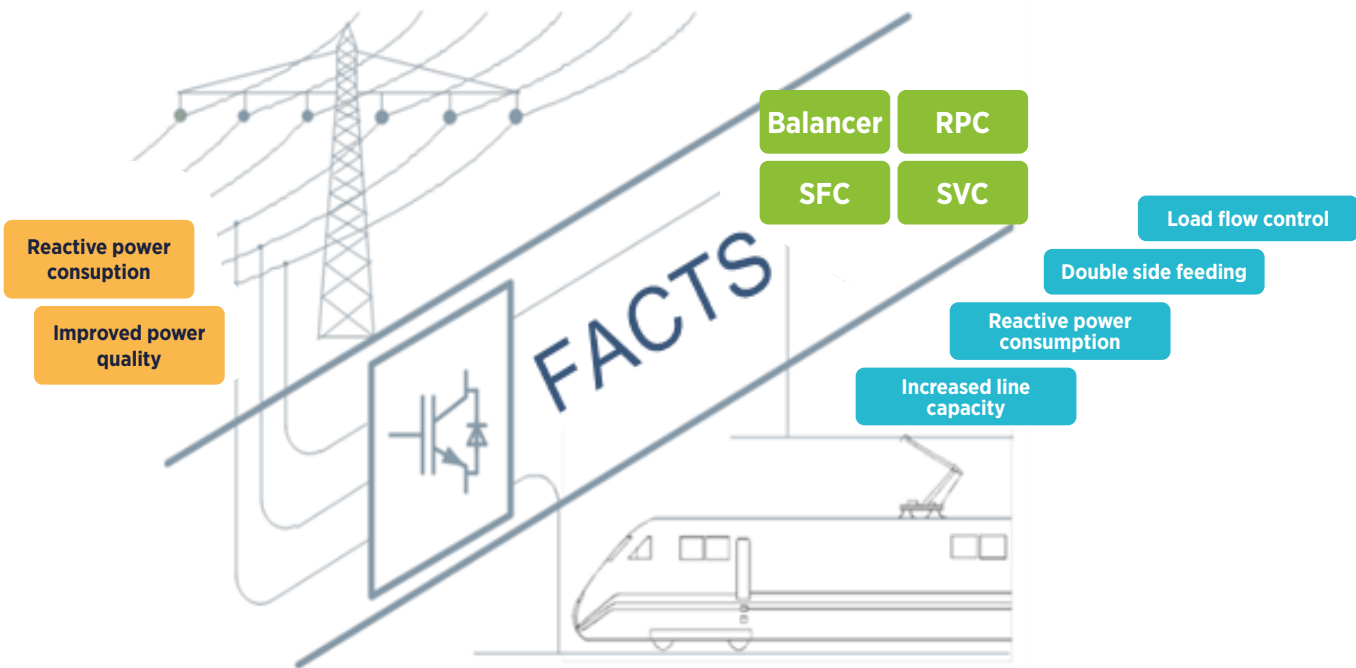 Balancer
RPC
SFC
SVC
Load flow control
Double side feeding
Reactive power
consumption
Increased line
capacity
Reactive power
consuption
Improved power
quality
FACTS